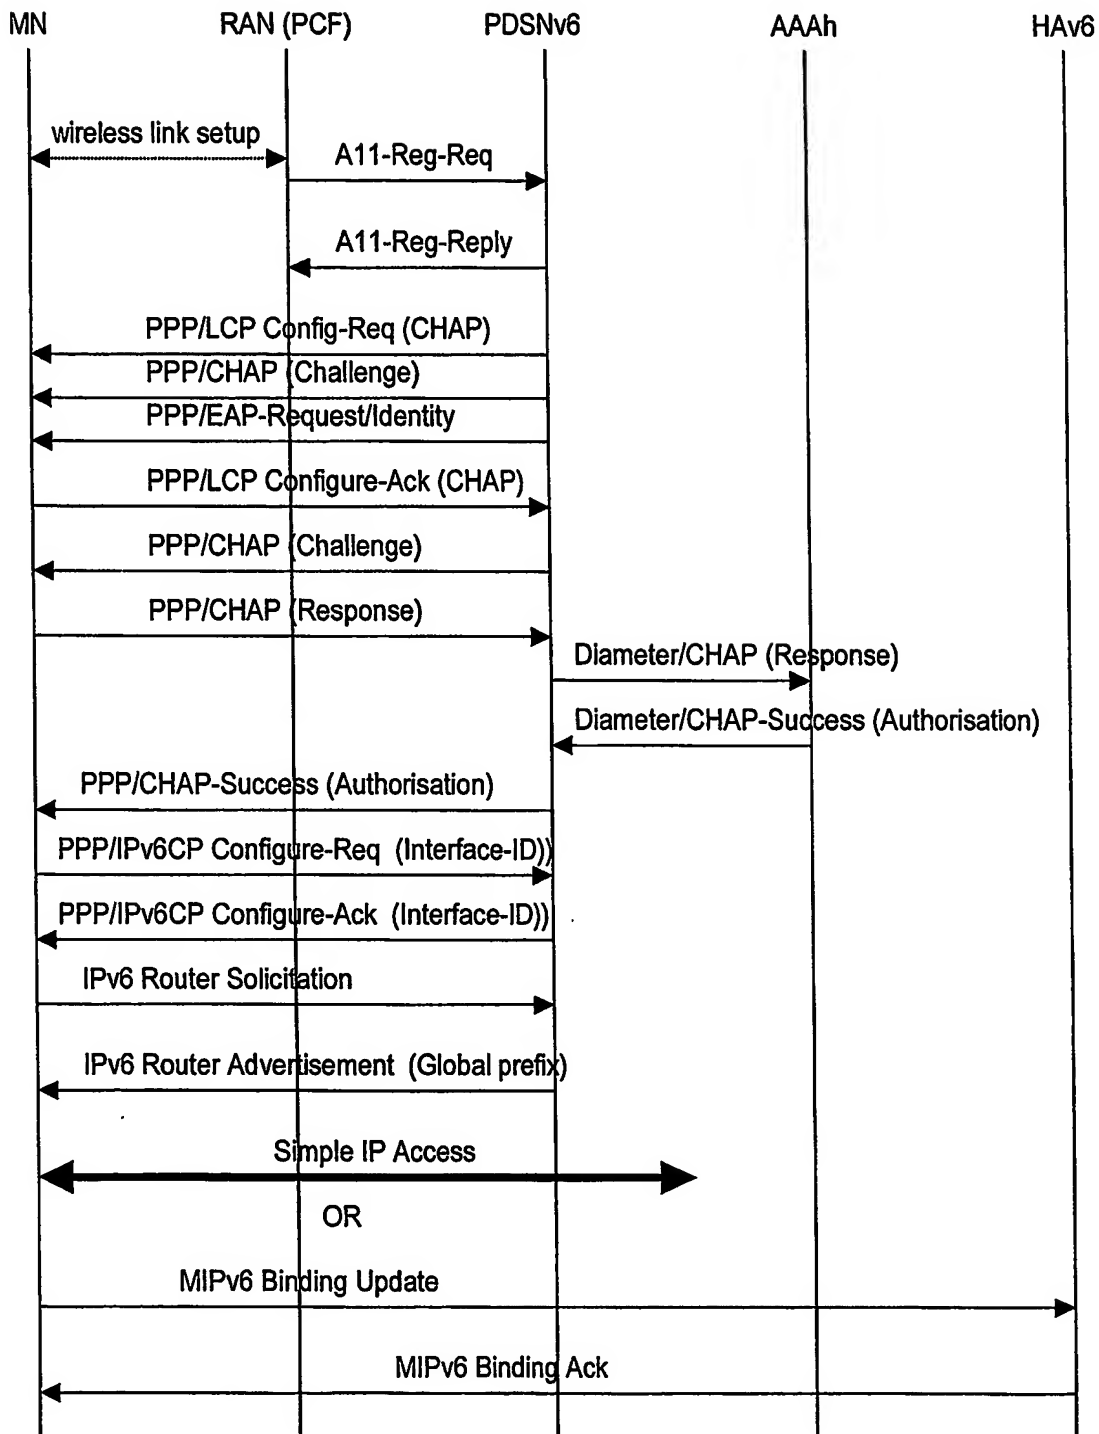 MN RAN (PCF) PDSNv6 AAAh HAv6
wireless link setup
A11-Reg-Req
A11-Reg-Reply
PPP/LCP Config-Req (CHAP)
PPP/CHAP (Challenge)
PPP/EAP-Request/Identity
PPP/LCP Configure-Ack (CHAP)
PPP/CHAP (Challenge)
PPP/CHAP (Response)
Diameter/CHAP (Response)
Diameter/CHAP-Success (Authorisation)
PPP/CHAP-Success (Authorisation)
PPP/IPv6CP Configure-Req (Interface-ID))
PPP/IPv6CP Configure-Ack (Interface-ID))
IPv6 Router Solicitation
IPv6 Router Advertisement (Global prefix)
Simple IP Access
OR
MIPv6 Binding Update
MIPv6 Binding Ack